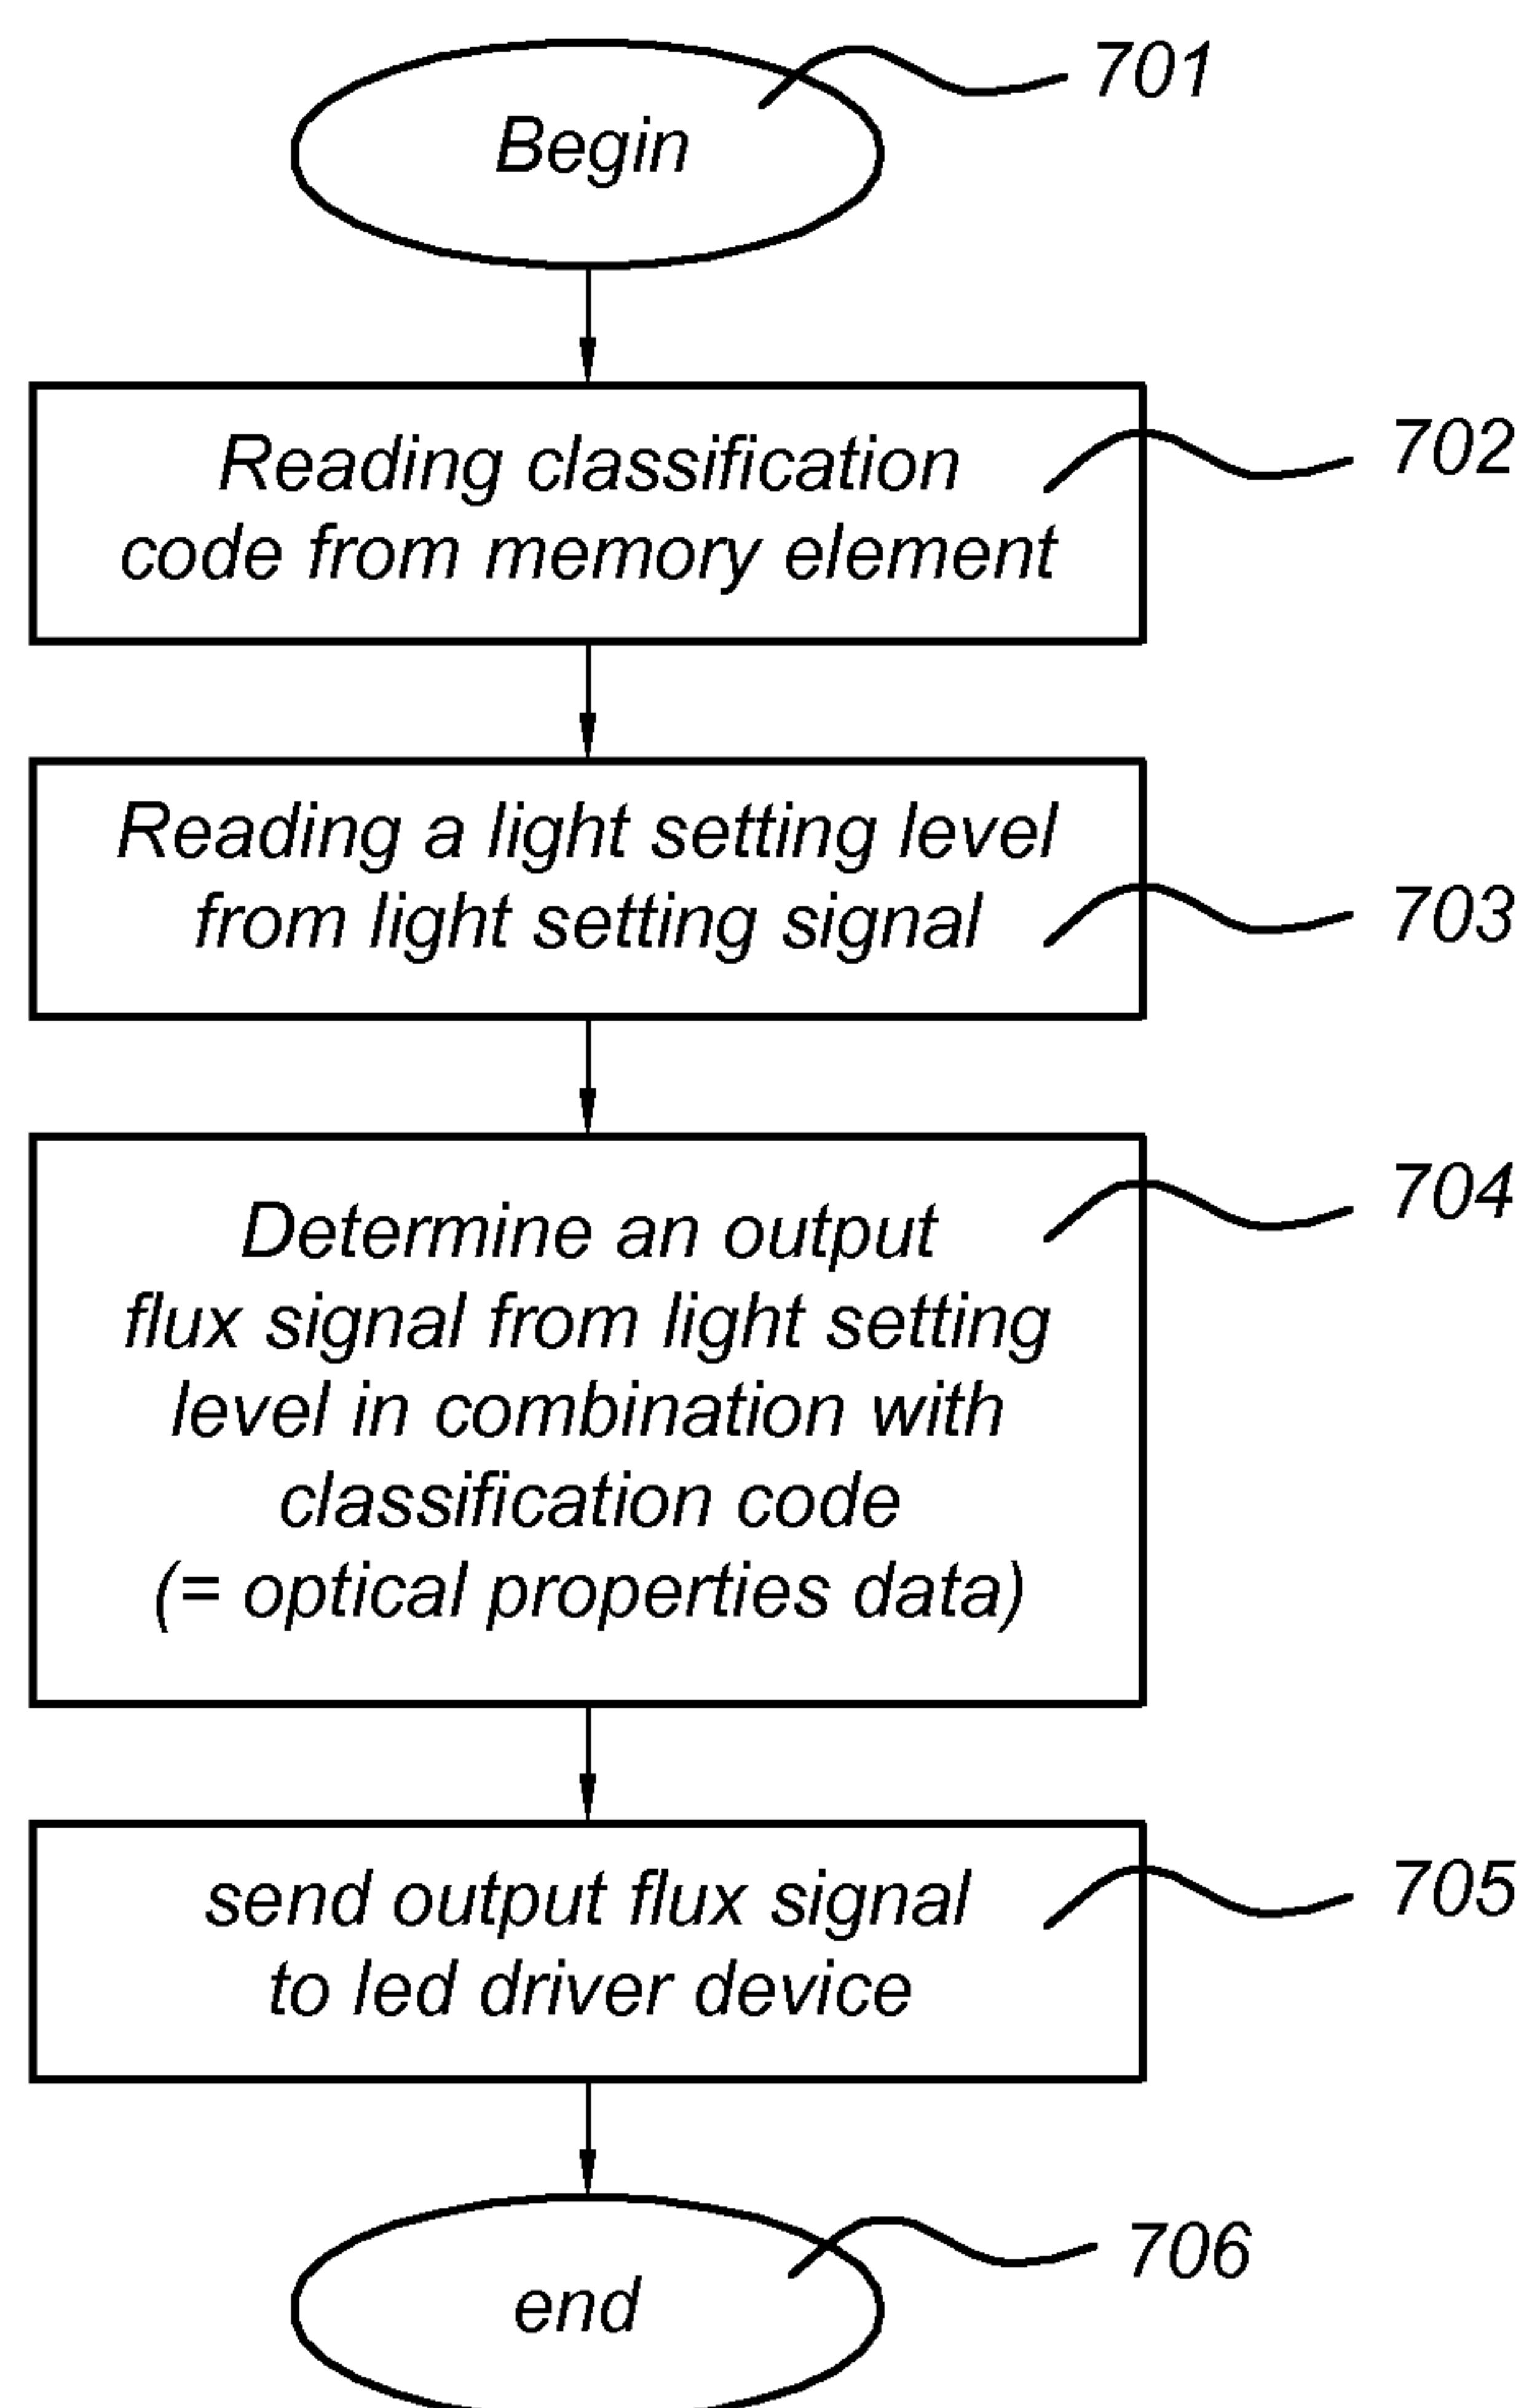 Begin
701
Reading classification
code from memory element
702
Reading a light setting level
from light setting signal
703
Determine an output
flux signal from light setting
level in combination with
classification code
(= optical properties data)
704
send output flux signal
to led driver device
705
end
706